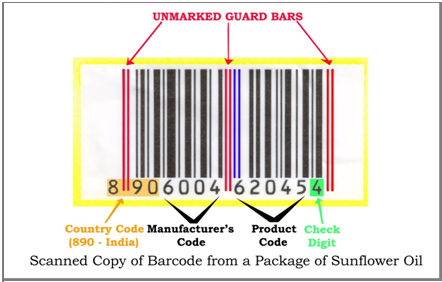 UNMARKED GUARD BARS
8 906004 620454
Country Code Manufacturer's Product Check
(890 - India) Code Code Digit
Scanned Copy of Barcode from a Package of Sunflower Oil